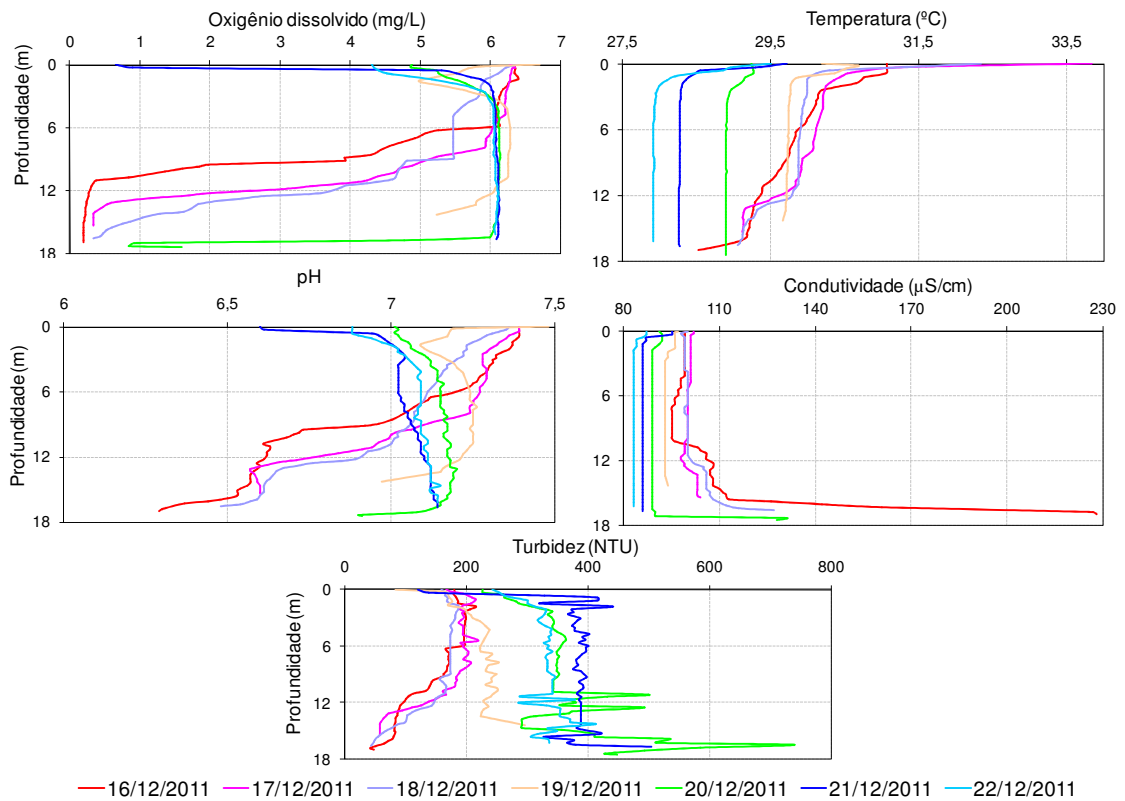 Oxigênio dissolvido (mg/L)
0 1 2 3 4 5 6 7
Profundidade (m)
0
6
12
18
Temperatura (ºC)
27,5 29,5 31,5 33,5
0
6
12
18
pH
6 6,5 7 7,5
Profundidade (m)
0
6
12
18
Condutividade (µS/cm)
80 110 140 170 200 230
0
6
12
18
Turbidez (NTU)
0 200 400 600 800
Profundidade (m)
0
6
12
18
16/12/2011 17/12/2011 18/12/2011 19/12/2011 20/12/2011 21/12/2011 22/12/2011